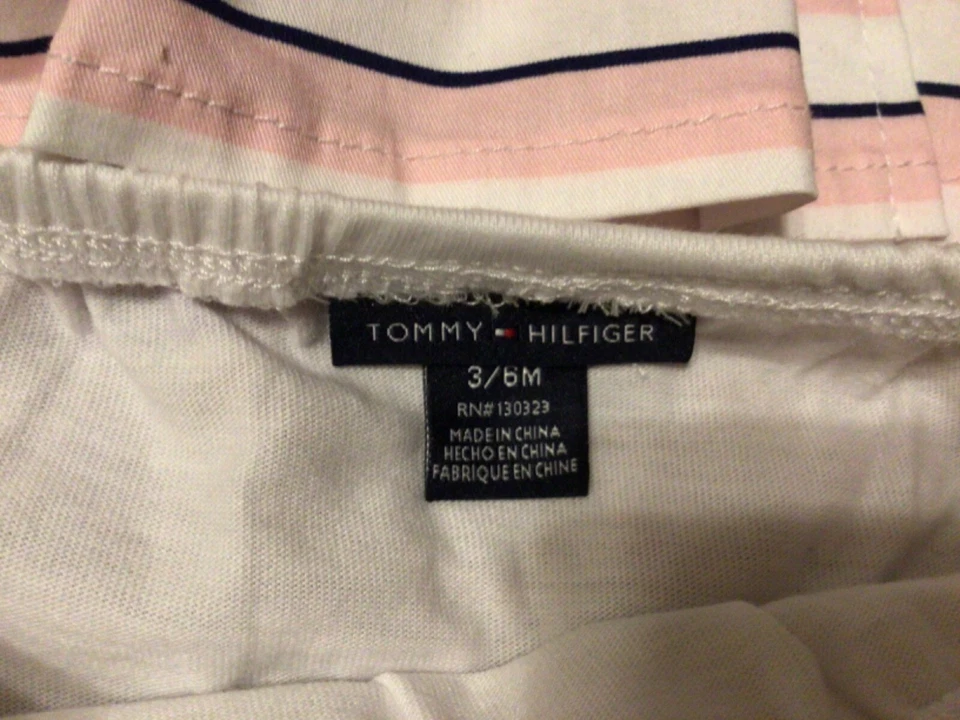 TOMMY HILFIGER
3/6M
RN# 130323
MADE IN CHINA
HECHO EN CHINA
FABRIQUE EN CHINE